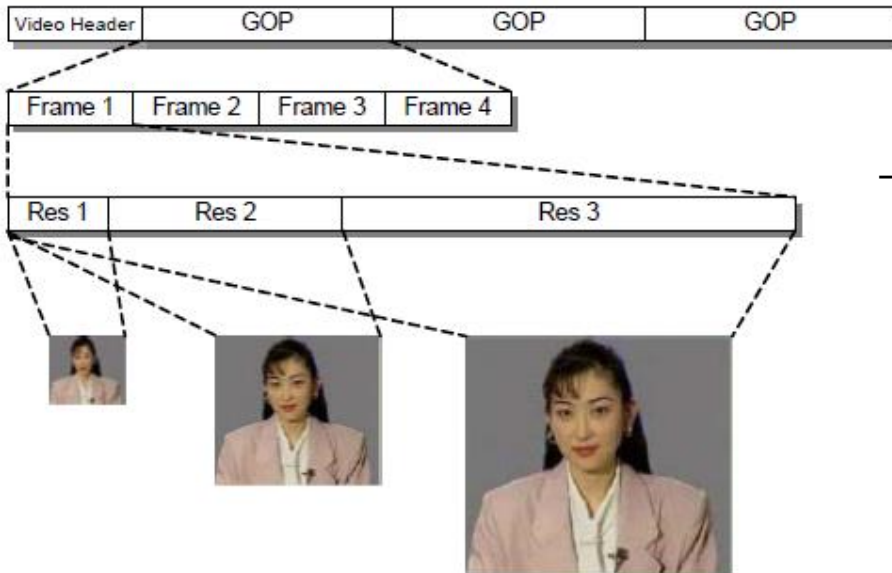 Video Header GOP GOP GOP
Frame 1 Frame 2 Frame 3 Frame 4
Res 1 Res 2 Res 3